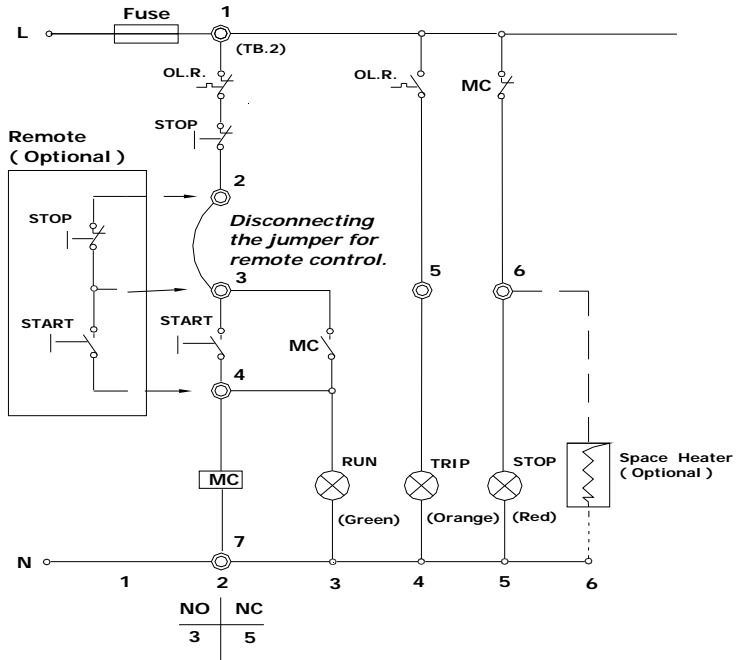 Fuse
1
L
(TB.2)
OL.R.
OL.R.
MC
STOP
Remote
( Optional )
2
STOP
Disconnecting
the jumper for
remote control.
3
5
6
START
START
MC
4
RUN
TRIP
STOP
Space Heater
( Optional )
MC
(Green)
(Orange)
(Red)
7
N
1
2
3
4
5
6
NO NC
3 5